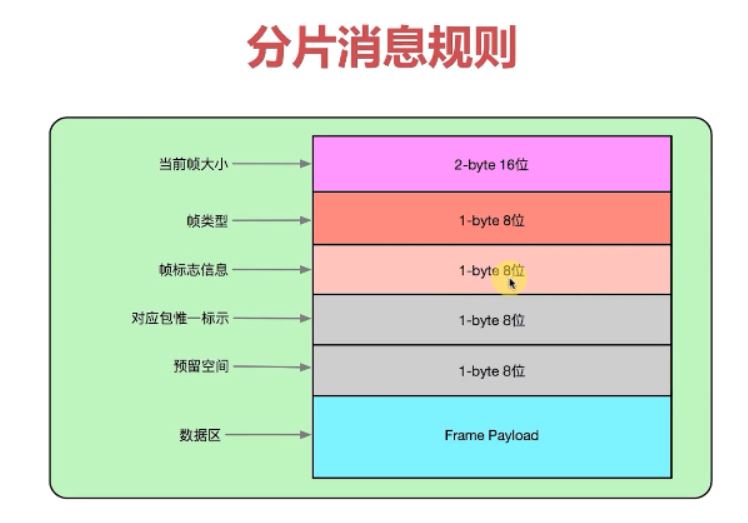 分片消息规则
当前帧大小 2-byte 16位
帧类型 1-byte 8位
帧标志信息 1-byte 8位
对应包惟一标示 1-byte 8位
预留空间 1-byte 8位
数据区 Frame Payload